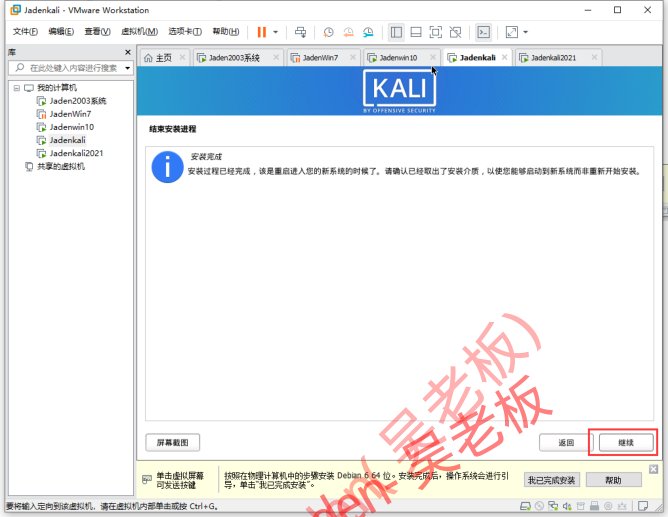 Jadenkali - VMware Workstation
文件(F) 编辑(E) 查看(V) 虚拟机(M) 选项卡(T) 帮助(H)
库
在此处键入内容进行搜索
我的计算机
Jaden2003系统
JadenWin7
Jadenwin10
Jadenkali
Jadenkali2021
共享的虚拟机
主页 Jaden2003系统 JadenWin7 Jadenwin10 Jadenkali Jadenkali2021
KALI
BY OFFENSIVE SECURITY
结束安装进程
安装完成
安装过程已经完成，该是重启进入您的新系统的时候了。请确认已经取出了安装介质，以使您能够启动到新系统而非重新开始安装。
屏幕截图 返回 继续
单击虚拟屏幕
可发送按键
按照在物理计算机中的步骤安装 Debian 6 64 位。安装完成后，操作系统会进行引
导，单击“我已完成安装”。
我已完成安装 帮助
要将输入定向到该虚拟机，请在虚拟机内部单击或按 Ctrl+G。
吴老板)
den( 吴老板